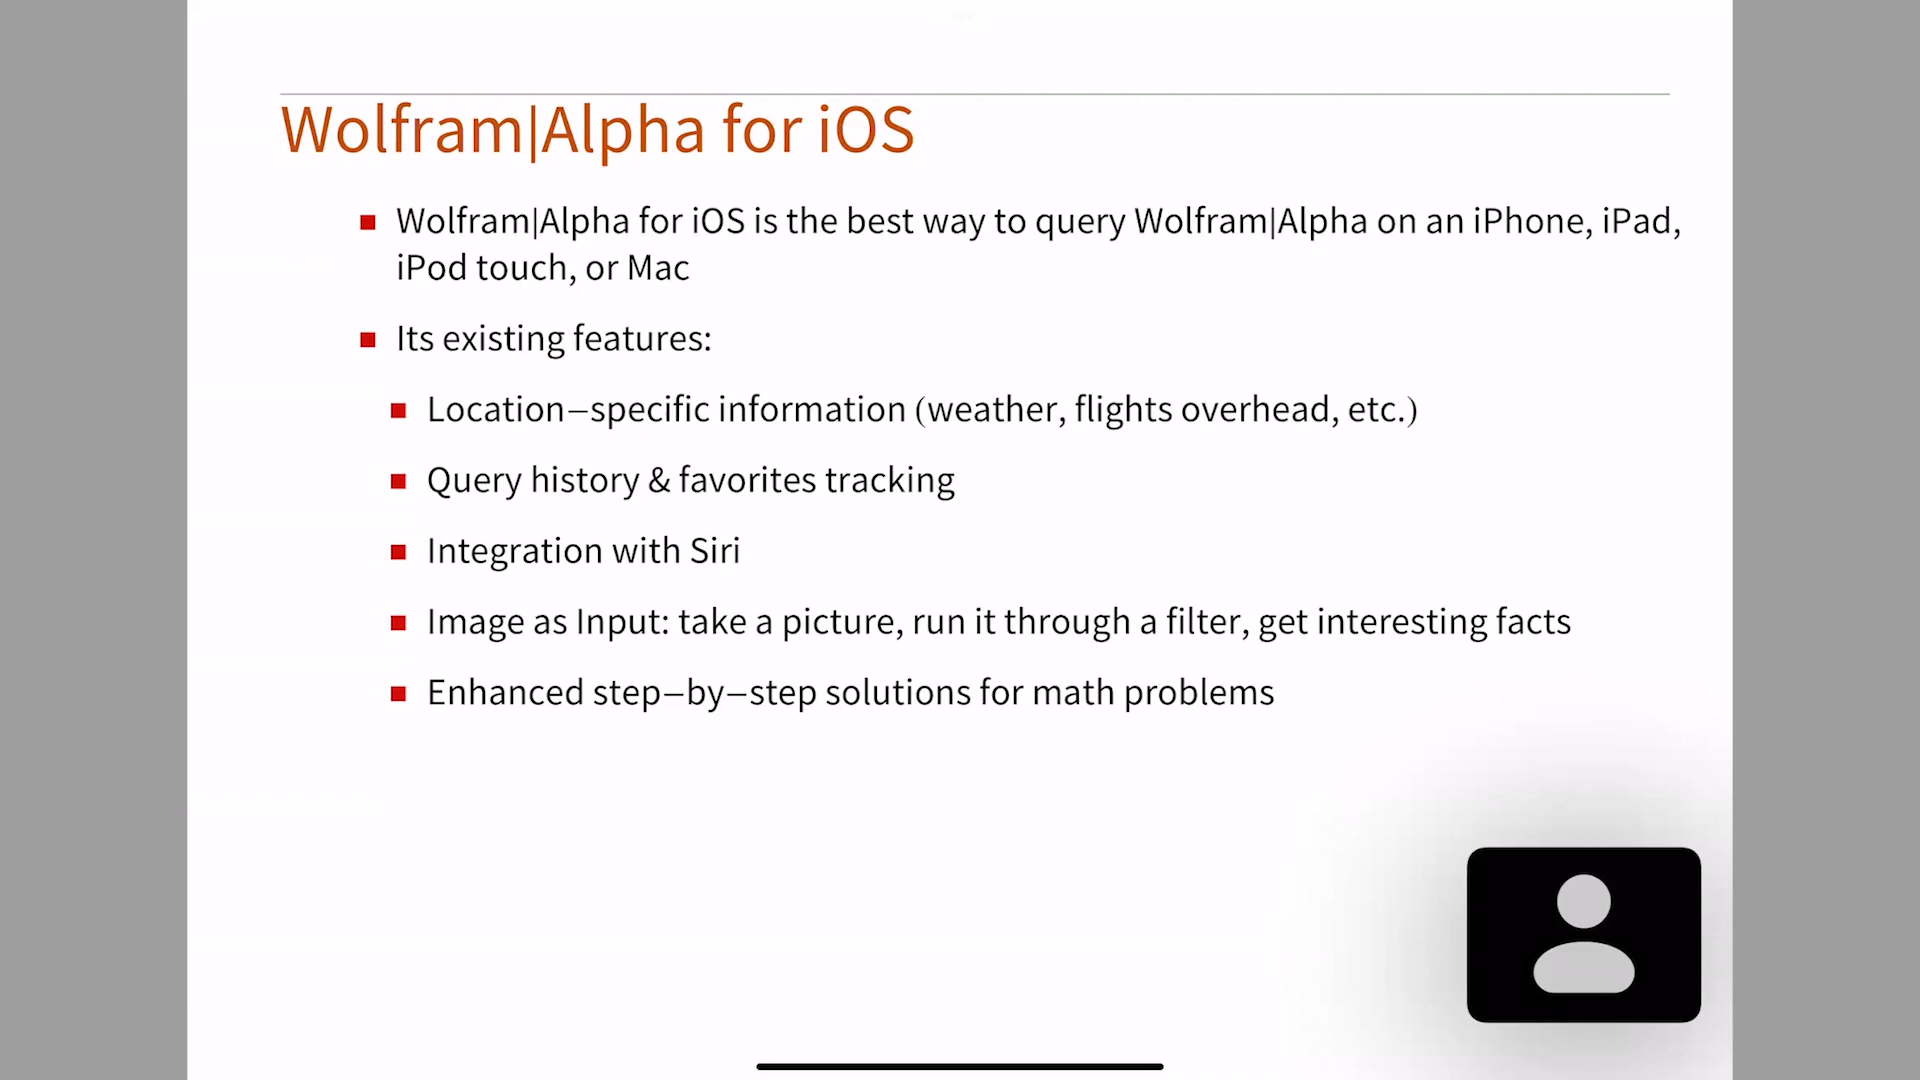 Wolfram|Alpha for iOS
Wolfram|Alpha for iOS is the best way to query Wolfram|Alpha on an iPhone, iPad,
iPod touch, or Mac
Its existing features:
Location–specific information (weather, flights overhead, etc.)
Query history & favorites tracking
Integration with Siri
Image as Input: take a picture, run it through a filter, get interesting facts
Enhanced step–by–step solutions for math problems